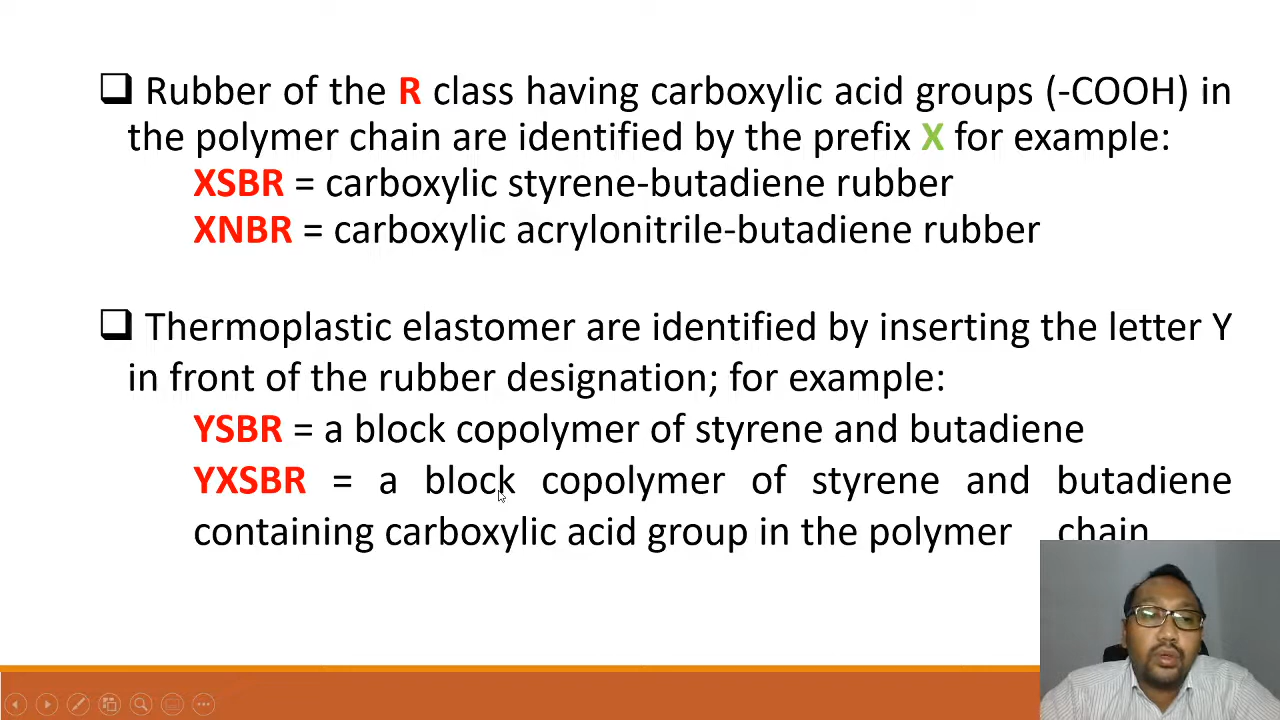 ❑ Rubber of the R class having carboxylic acid groups (-COOH) in
the polymer chain are identified by the prefix X for example:
XSBR = carboxylic styrene-butadiene rubber
XNBR = carboxylic acrylonitrile-butadiene rubber
❑ Thermoplastic elastomer are identified by inserting the letter Y
in front of the rubber designation; for example:
YSBR = a block copolymer of styrene and butadiene
YXSBR = a block copolymer of styrene and butadiene
containing carboxylic acid group in the polymer chain